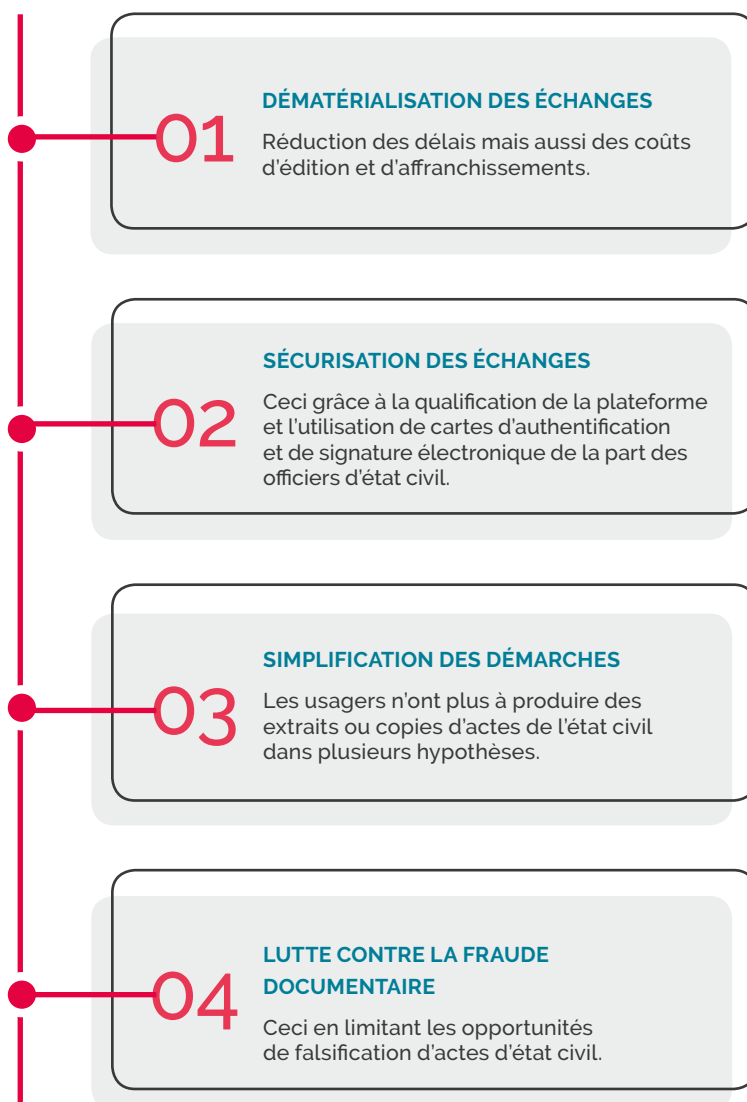 01
DÉMATÉRIALISATION DES ÉCHANGES
Réduction des délais mais aussi des coûts
d'édition et d'affranchissements.
02
SÉCURISATION DES ÉCHANGES
Ceci grâce à la qualification de la plateforme
et l'utilisation de cartes d'authentification
et de signature électronique de la part des
officiers d'état civil.
03
SIMPLIFICATION DES DÉMARCHES
Les usagers n'ont plus à produire des
extraits ou copies d'actes de l'état civil
dans plusieurs hypothèses.
04
LUTTE CONTRE LA FRAUDE
DOCUMENTAIRE
Ceci en limitant les opportunités
de falsification d'actes d'état civil.